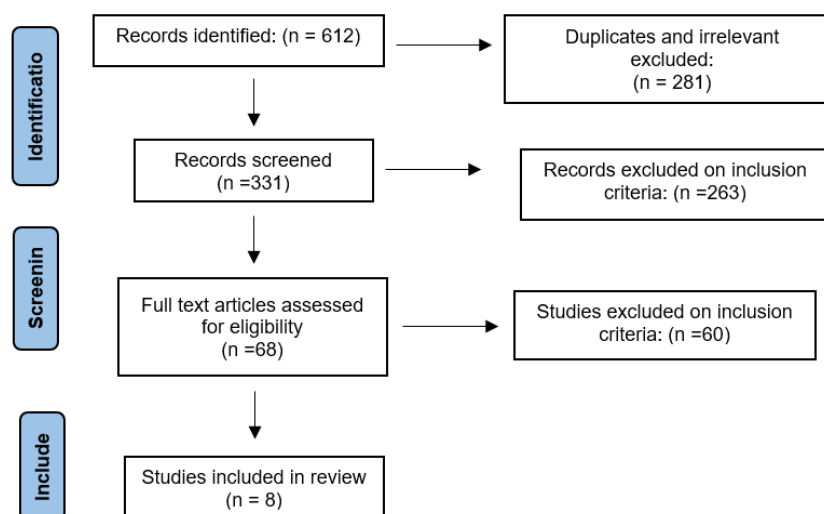 Identificatio
Records identified: (n = 612)
Duplicates and irrelevant
excluded:
(n = 281)
Records screened
(n =331)
Records excluded on inclusion
criteria: (n =263)
Screenin
Full text articles assessed
for eligibility
(n =68)
Studies excluded on inclusion
criteria: (n =60)
Include
Studies included in review
(n = 8)